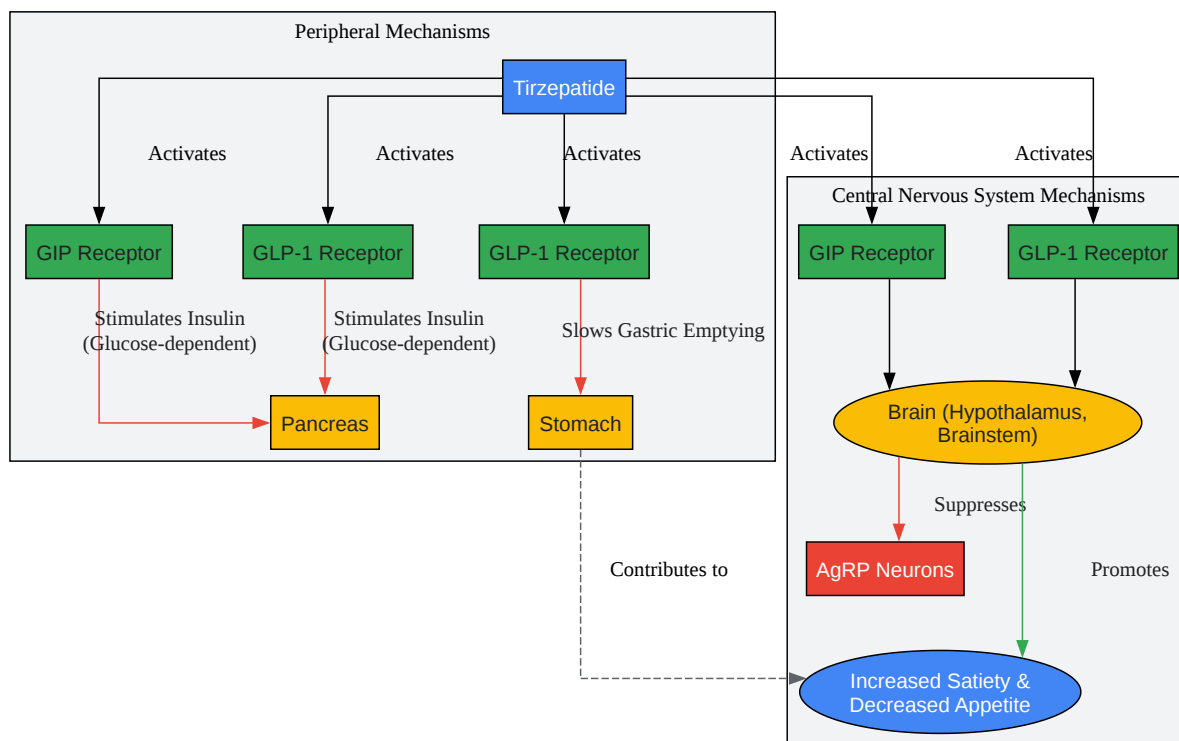 Peripheral Mechanisms
Tirzepatide
Activates
Activates
Activates
Activates
Activates
Central Nervous System Mechanisms
GIP Receptor
GLP-1 Receptor
GLP-1 Receptor
GIP Receptor
GLP-1 Receptor
Stimulates Insulin
(Glucose-dependent)
Stimulates Insulin
(Glucose-dependent)
Slows Gastric Emptying
Pancreas
Stomach
Brain (Hypothalamus,
Brainstem)
Suppresses
AgRP Neurons
Contributes to
Promotes
Increased Satiety &
Decreased Appetite